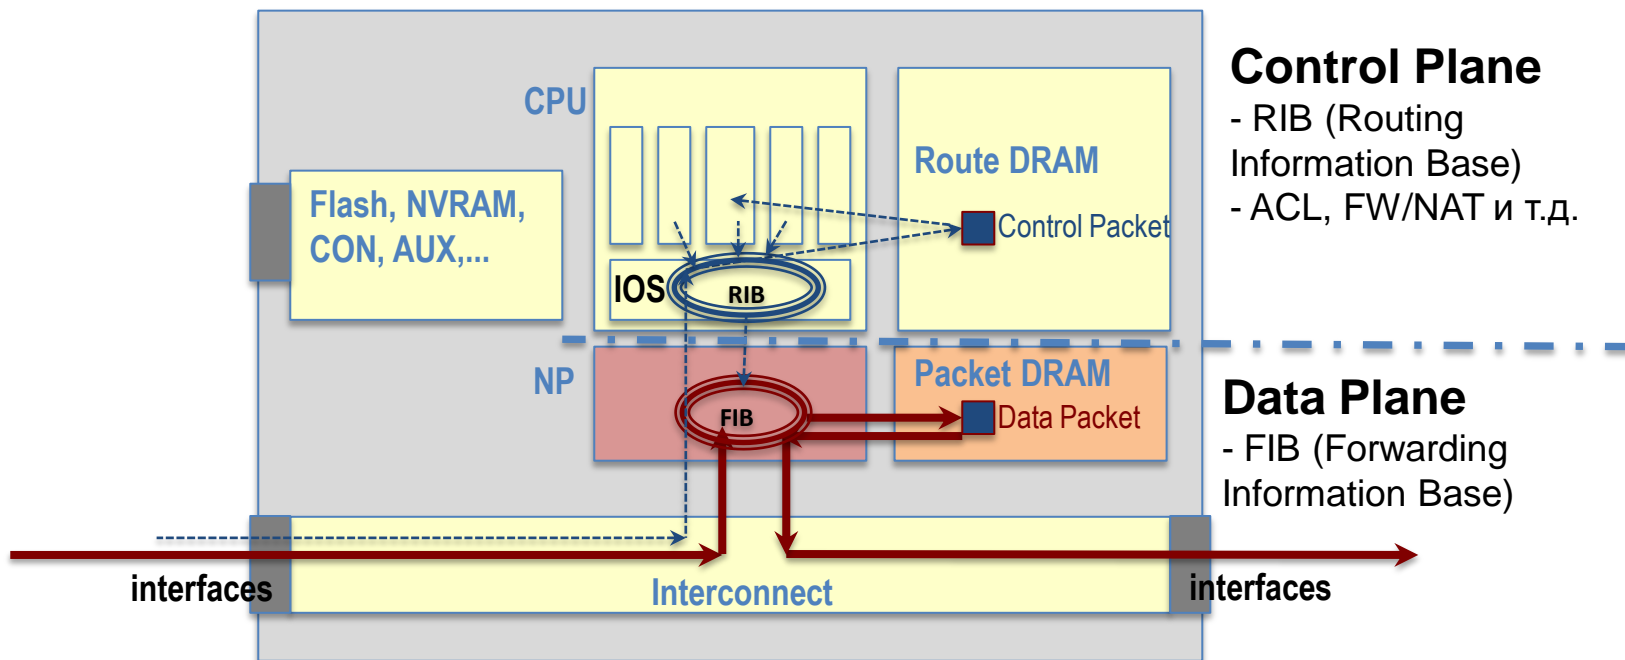 Control Plane
- RIB (Routing
Information Base)
- ACL, FW/NAT и т.д.
CPU
Route DRAM
Control Packet
Flash, NVRAM,
CON, AUX,...
IOS
RIB
NP
Packet DRAM
FIB
Data Packet
Data Plane
- FIB (Forwarding
Information Base)
interfaces
Interconnect
interfaces